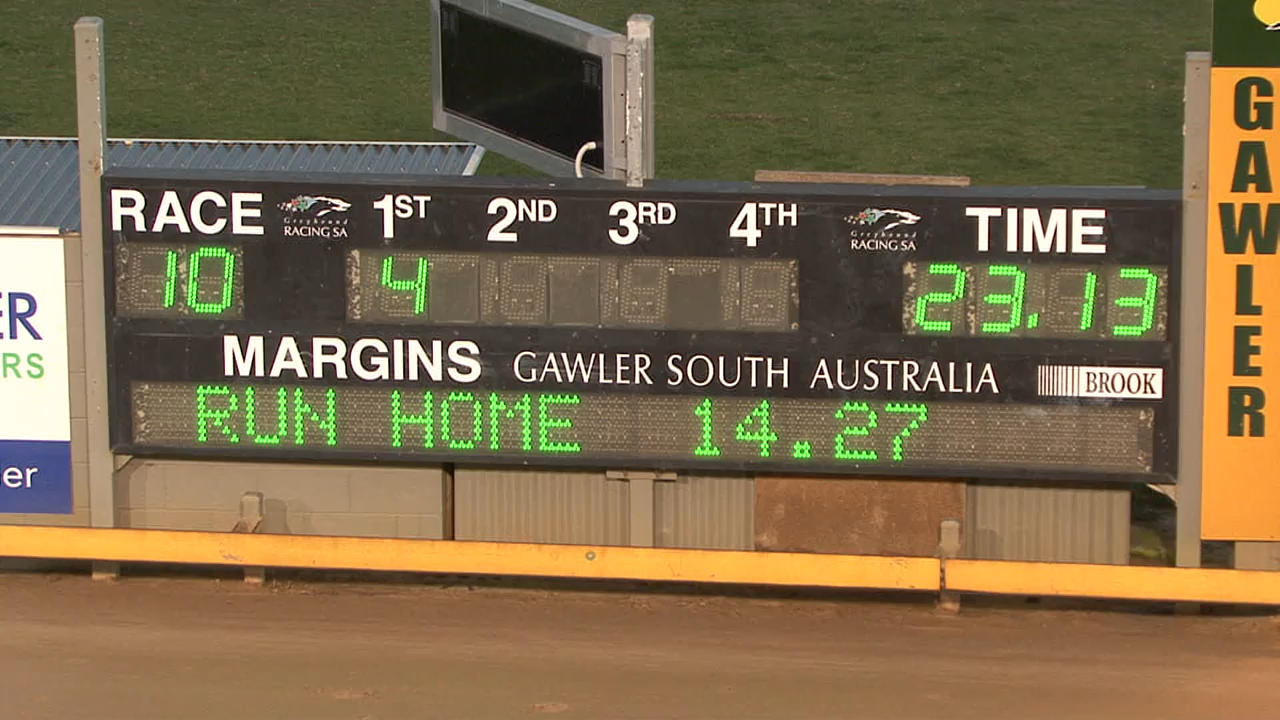 RACE 1ST 2ND 3RD 4TH TIME
Greyhound RACING SA
Greyhound RACING SA
10 4 23.13
MARGINS GAWLER SOUTH AUSTRALIA BROOK
RUN HOME 14.27
GAWLER
ER
RS
er